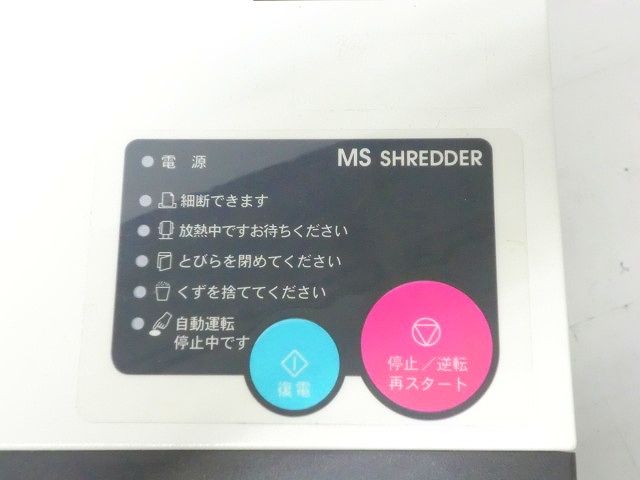 電 源
MS SHREDDER
細断できます
放熱中ですお待ちください
とびらを閉めてください
くずを捨ててください
自動運転
停止中です
復電
停止／逆転
再スタート